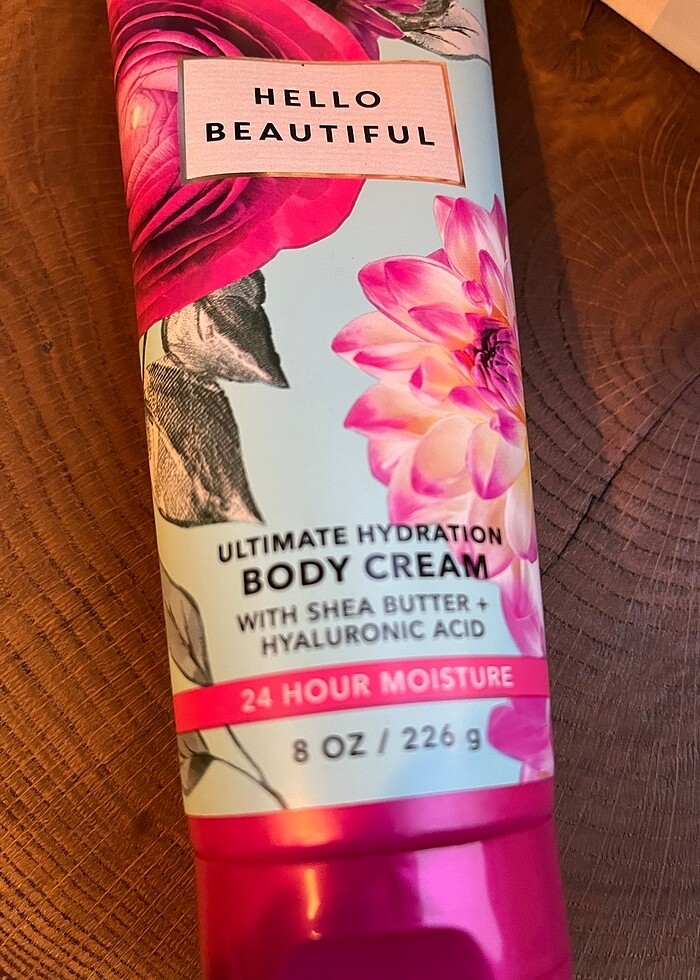 HELLO
BEAUTIFUL
ULTIMATE HYDRATION
BODY CREAM
WITH SHEA BUTTER +
HYALURONIC ACID
24 HOUR MOISTURE
8 OZ / 226 g